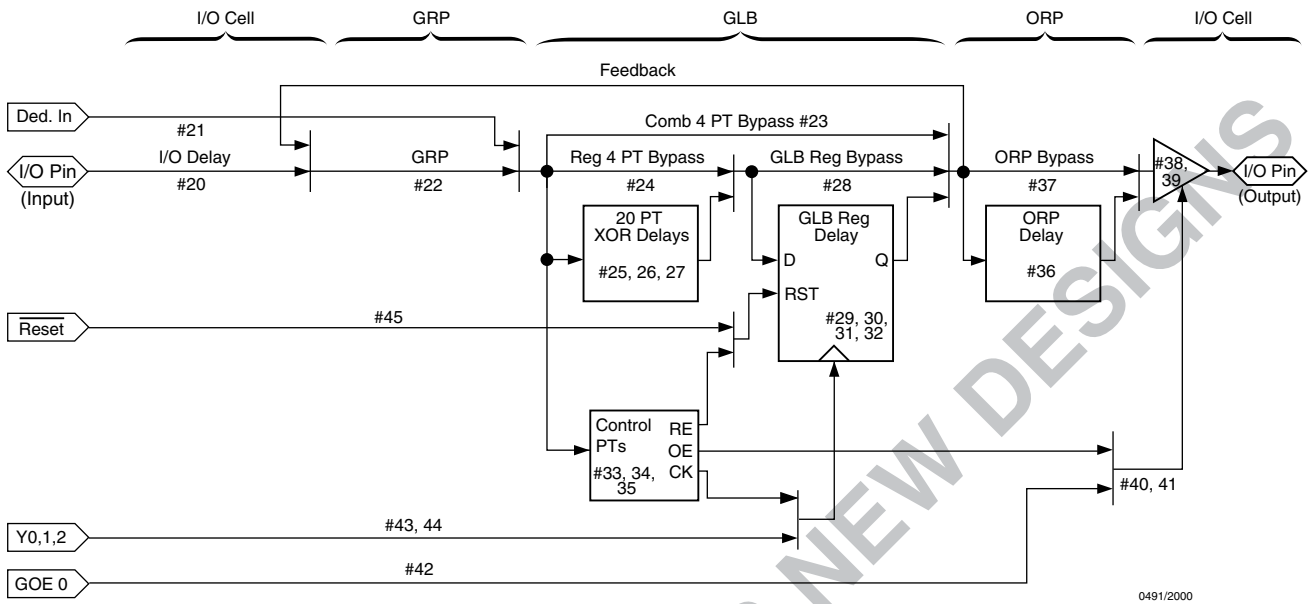 I/O Cell
GRP
GLB
ORP
I/O Cell
Feedback
Ded. In
#21
Comb 4 PT Bypass #23
I/O Pin
(Input)
I/O Delay
#20
GRP
#22
Reg 4 PT Bypass
#24
GLB Reg Bypass
#28
ORP Bypass
#37
#38,
39
I/O Pin
(Output)
20 PT
XOR Delays
#25, 26, 27
GLB Reg
Delay
D
Q
RST
#29, 30,
31, 32
ORP
Delay
#36
Reset
#45
Control
PTs
#33, 34,
35
RE
OE
CK
#40, 41
Y0,1,2
#43, 44
GOE 0
#42
0491/2000
NEW DESIGNS